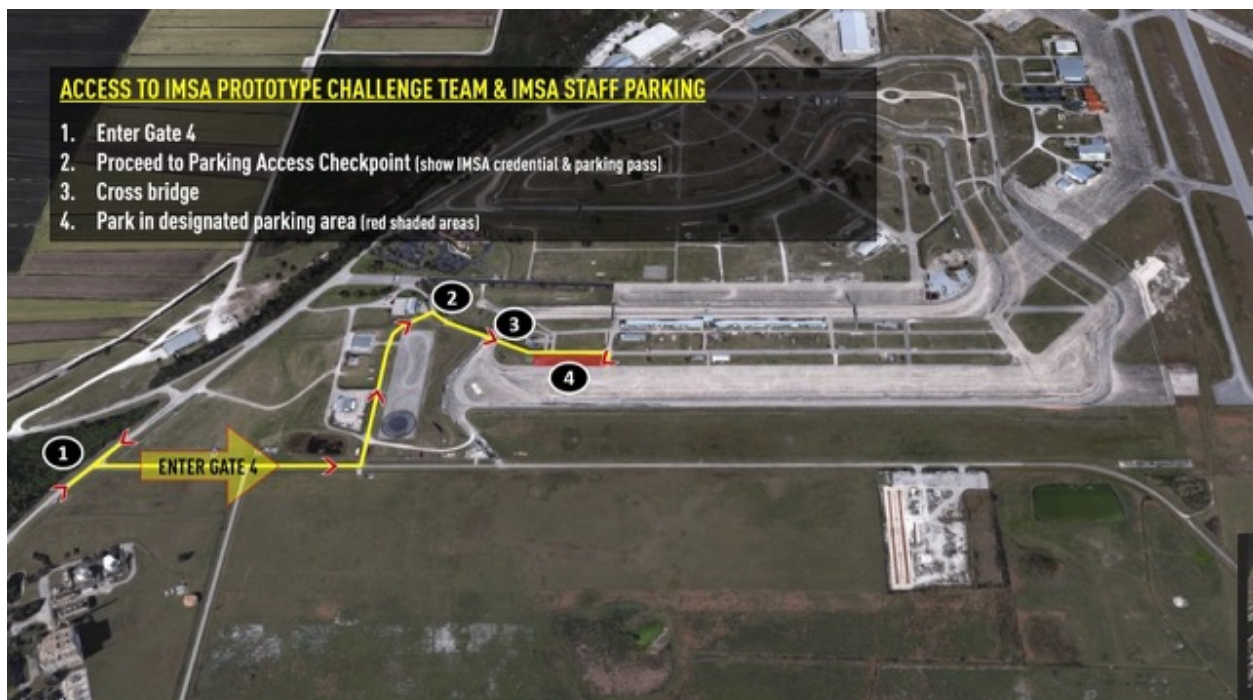 ACCESS TO IMSA PROTOTYPE CHALLENGE TEAM & IMSA STAFF PARKING
1. Enter Gate 4
2. Proceed to Parking Access Checkpoint (show IMSA credential & parking pass)
3. Cross bridge
4. Park in designated parking area (red shaded areas)
2
3
4
1
ENTER GATE 4